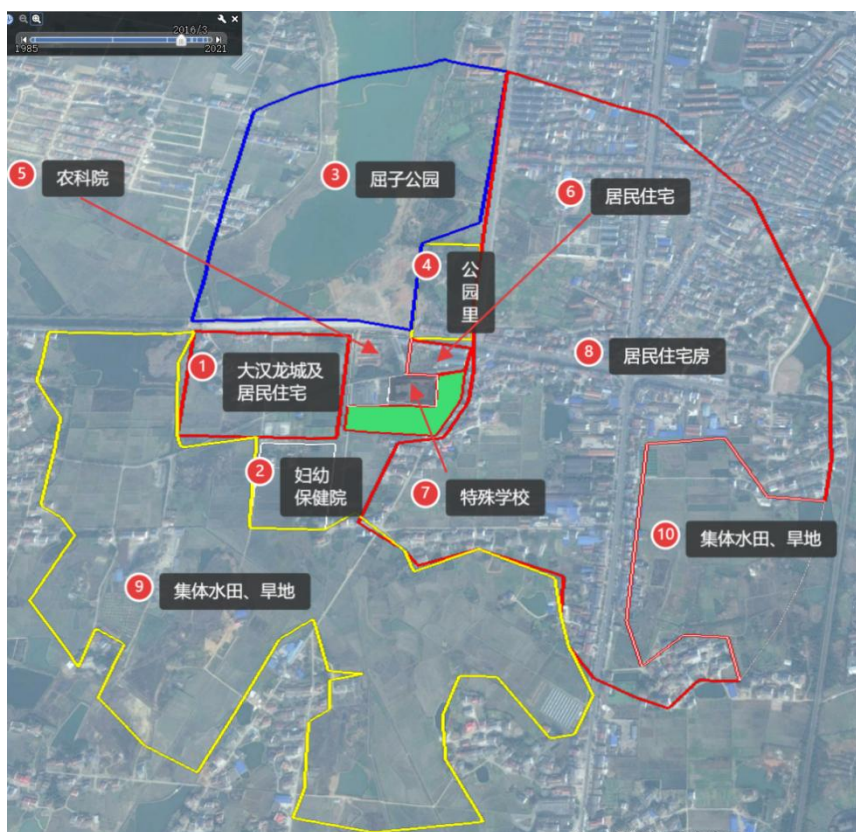 2016/3
1985
2021
5
农科院
3
屈子公园
6
居民住宅
4
公
园
里
1
大汉龙城及
居民住宅
8
居民住宅房
2
妇幼
保健院
7
特殊学校
10
集体水田、旱地
9
集体水田、旱地